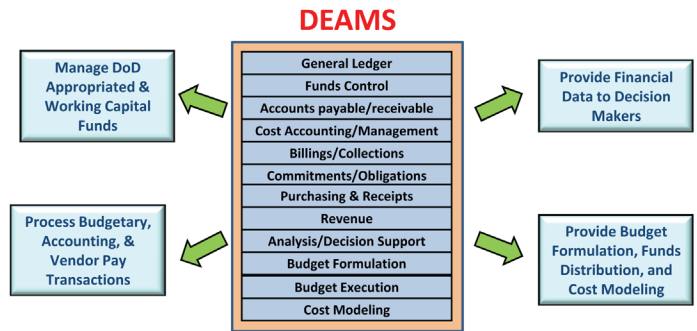 DEAMS
Manage DoD
Appropriated &
Working Capital
Funds
Process Budgetary,
Accounting, &
Vendor Pay
Transactions
General Ledger
Funds Control
Accounts payable/receivable
Cost Accounting/Management
Billings/Collections
Commitments/Obligations
Purchasing & Receipts
Revenue
Analysis/Decision Support
Budget Formulation
Budget Execution
Cost Modeling
Provide Financial
Data to Decision
Makers
Provide Budget
Formulation, Funds
Distribution, and
Cost Modeling